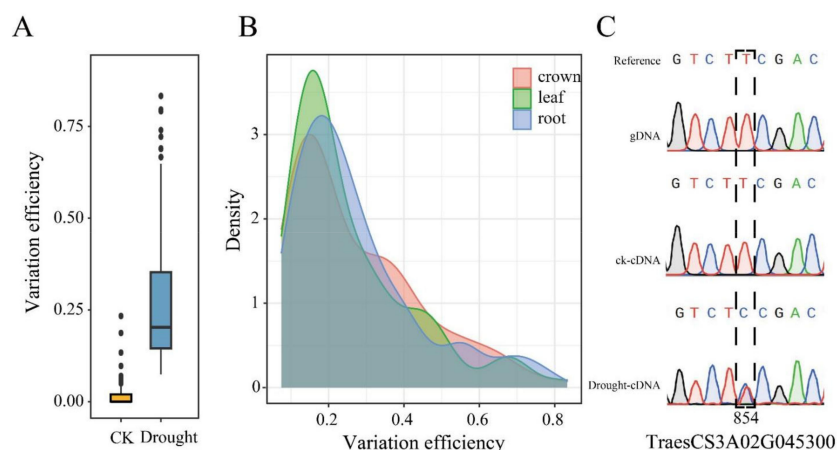 A
Variation efficiency
0.75
0.50
0.25
0.00
CK Drought
B
Density
3
2
1
0
crown
leaf
root
0.2 0.4 0.6 0.8
Variation efficiency
C
Reference G T C T T C G A C
gDNA
G T C T T C G A C
ck-cDNA
G T C T C C G A C
Drought-cDNA
854
TraesCS3A02G045300